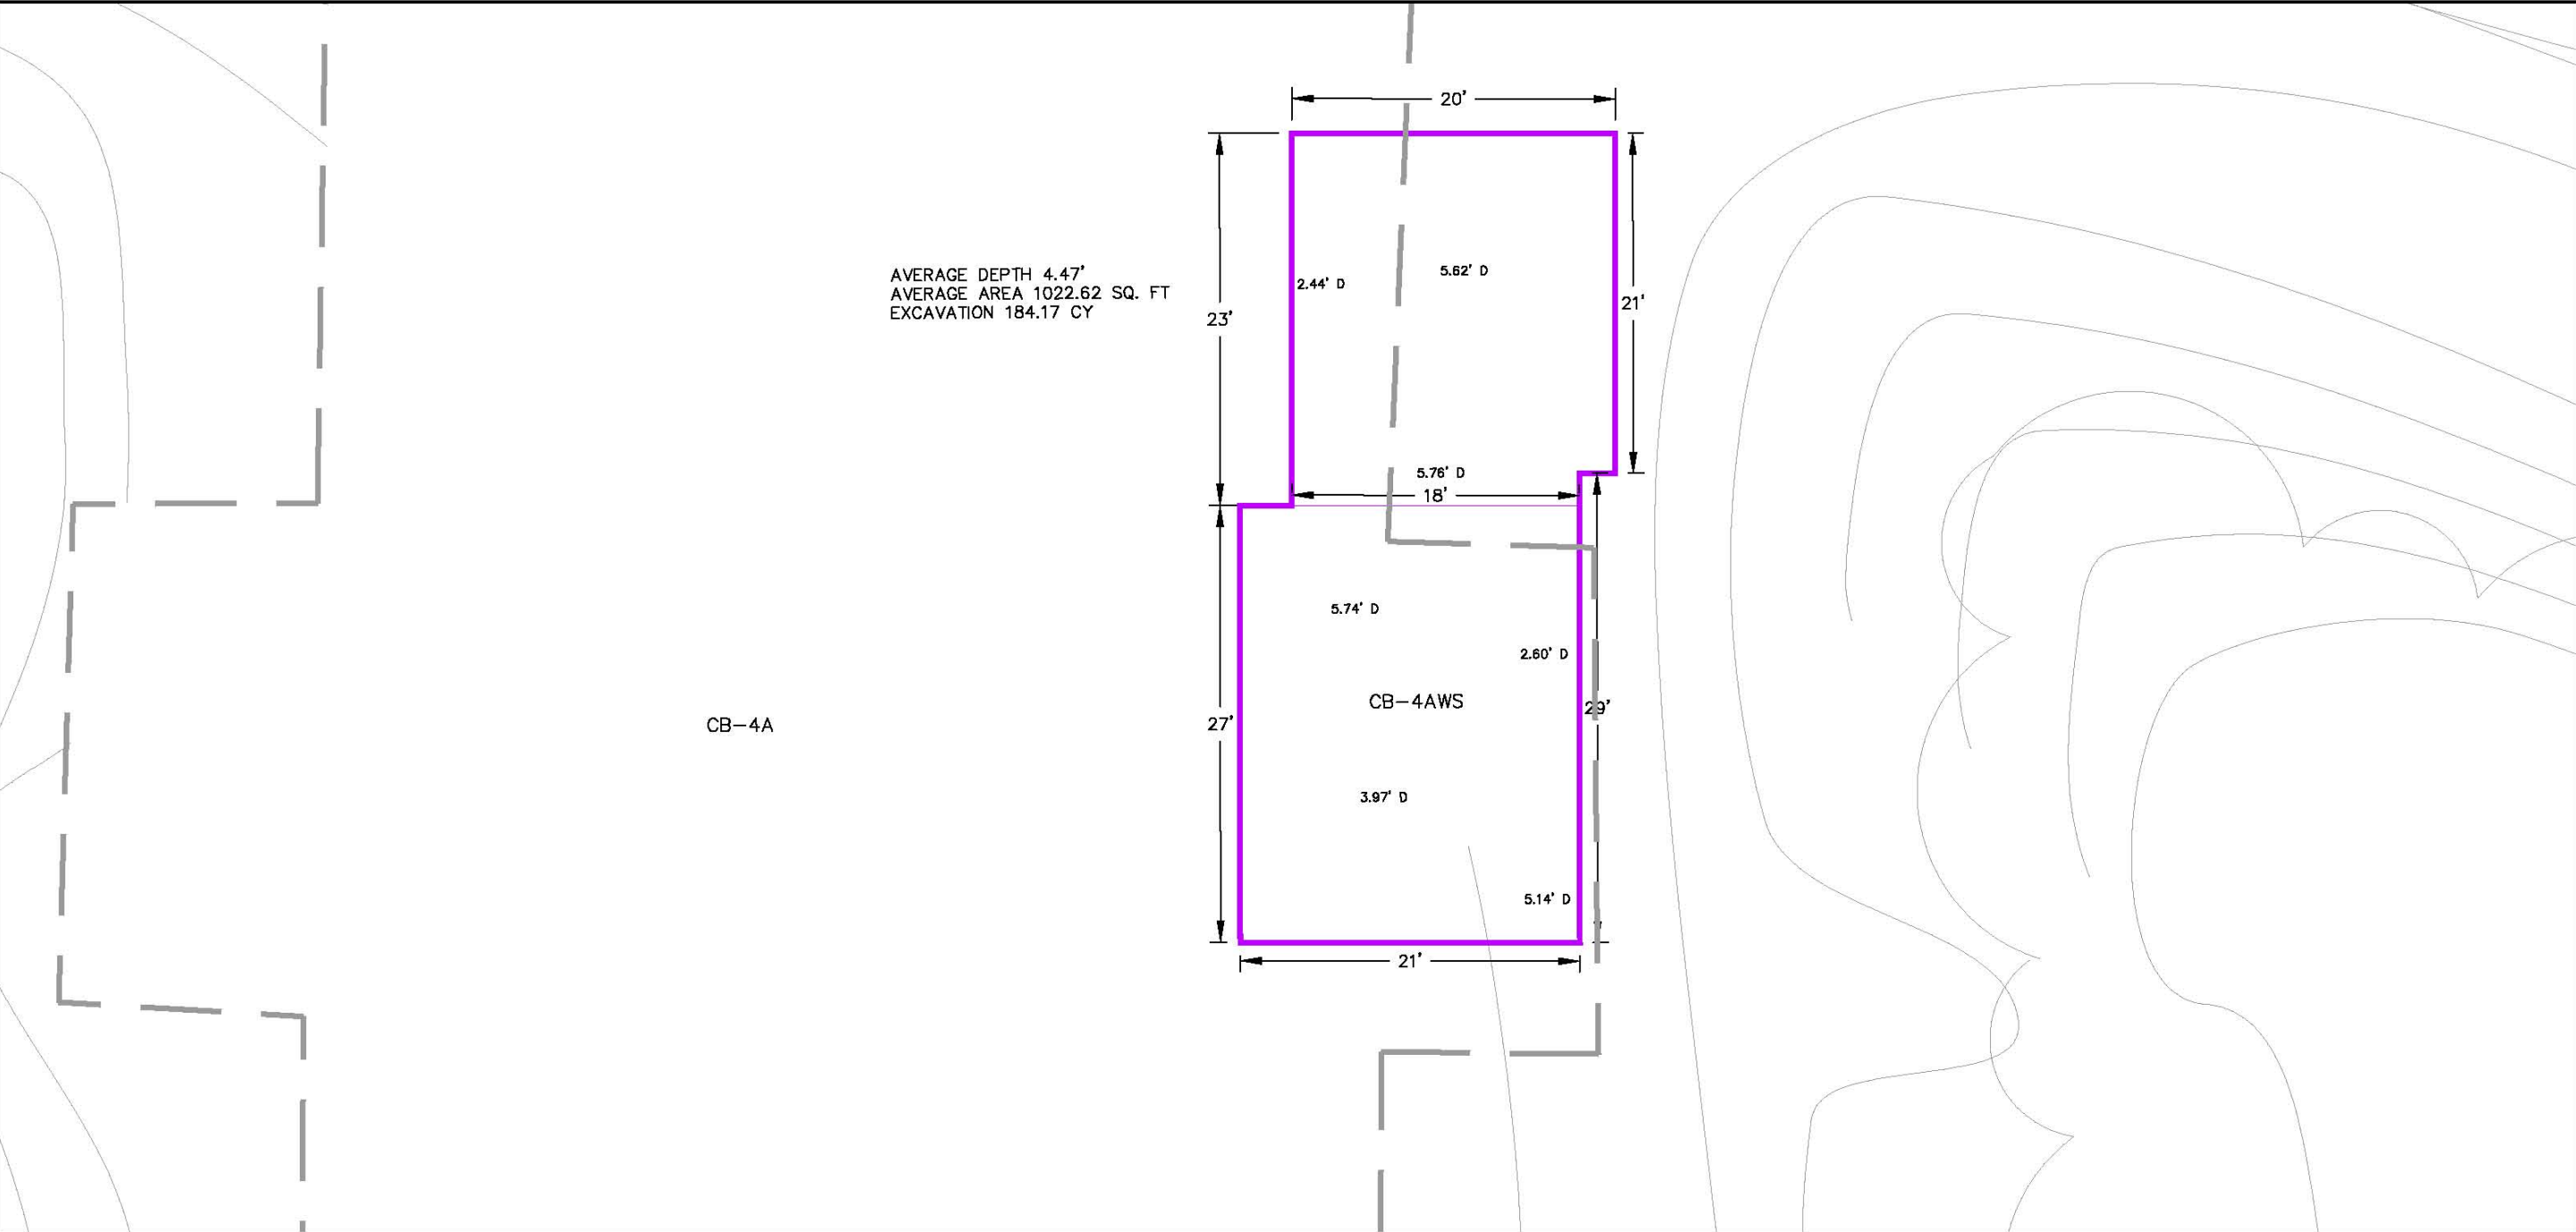 20'
AVERAGE DEPTH 4.47'
AVERAGE AREA 1022.62 SQ. FT
EXCAVATION 184.17 CY
2.44' D
5.62' D
21'
23'
5.76' D
18'
5.74' D
2.60' D
CB-4AWS
29'
27'
CB-4A
3.97' D
5.14' D
21'